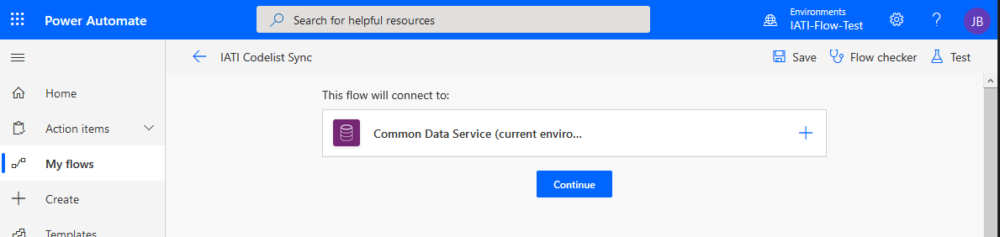 Power Automate
Search for helpful resources
Environments
IATI-Flow-Test
JB
IATI Codelist Sync
Save
Flow checker
Test
Home
Action items
My flows
Create
Templates
This flow will connect to:
Common Data Service (current enviro...
Continue